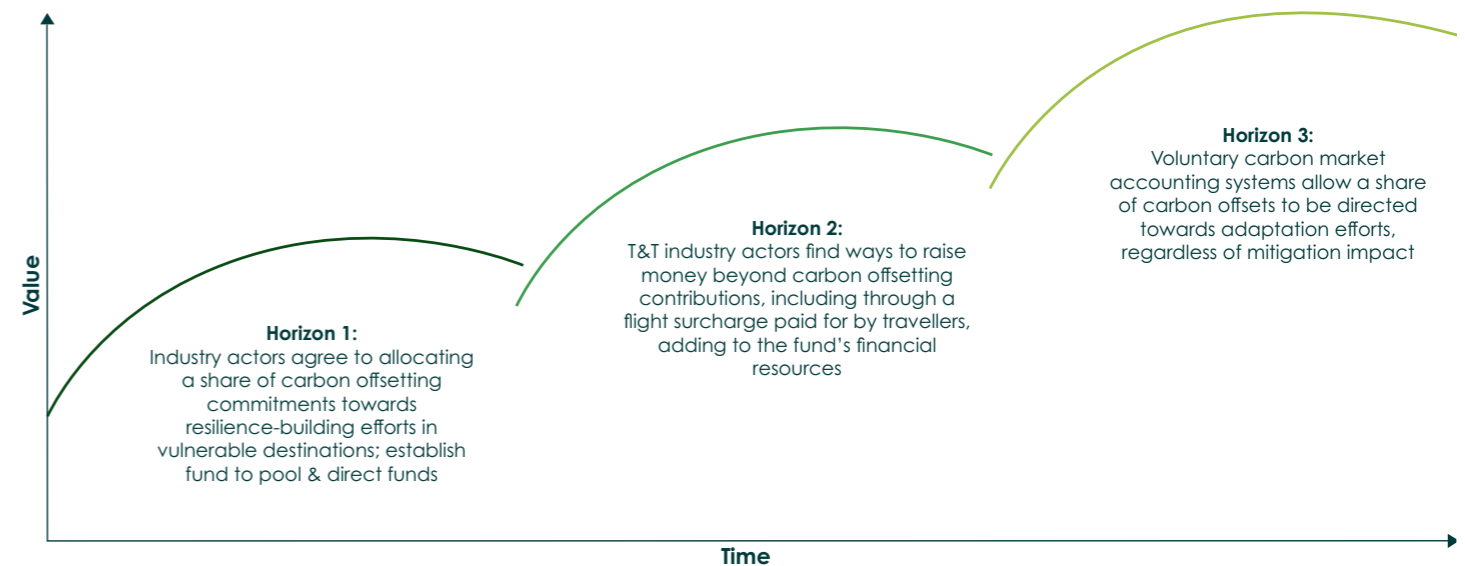 Value
Horizon 1:
Industry actors agree to allocating
a share of carbon offsetting
commitments towards
resilience-building efforts in
vulnerable destinations; establish
fund to pool & direct funds
Horizon 2:
T&T industry actors find ways to raise
money beyond carbon offsetting
contributions, including through a
flight surcharge paid for by travellers,
adding to the fund's financial
resources
Horizon 3:
Voluntary carbon market
accounting systems allow a share
of carbon offsets to be directed
towards adaptation efforts,
regardless of mitigation impact
Time